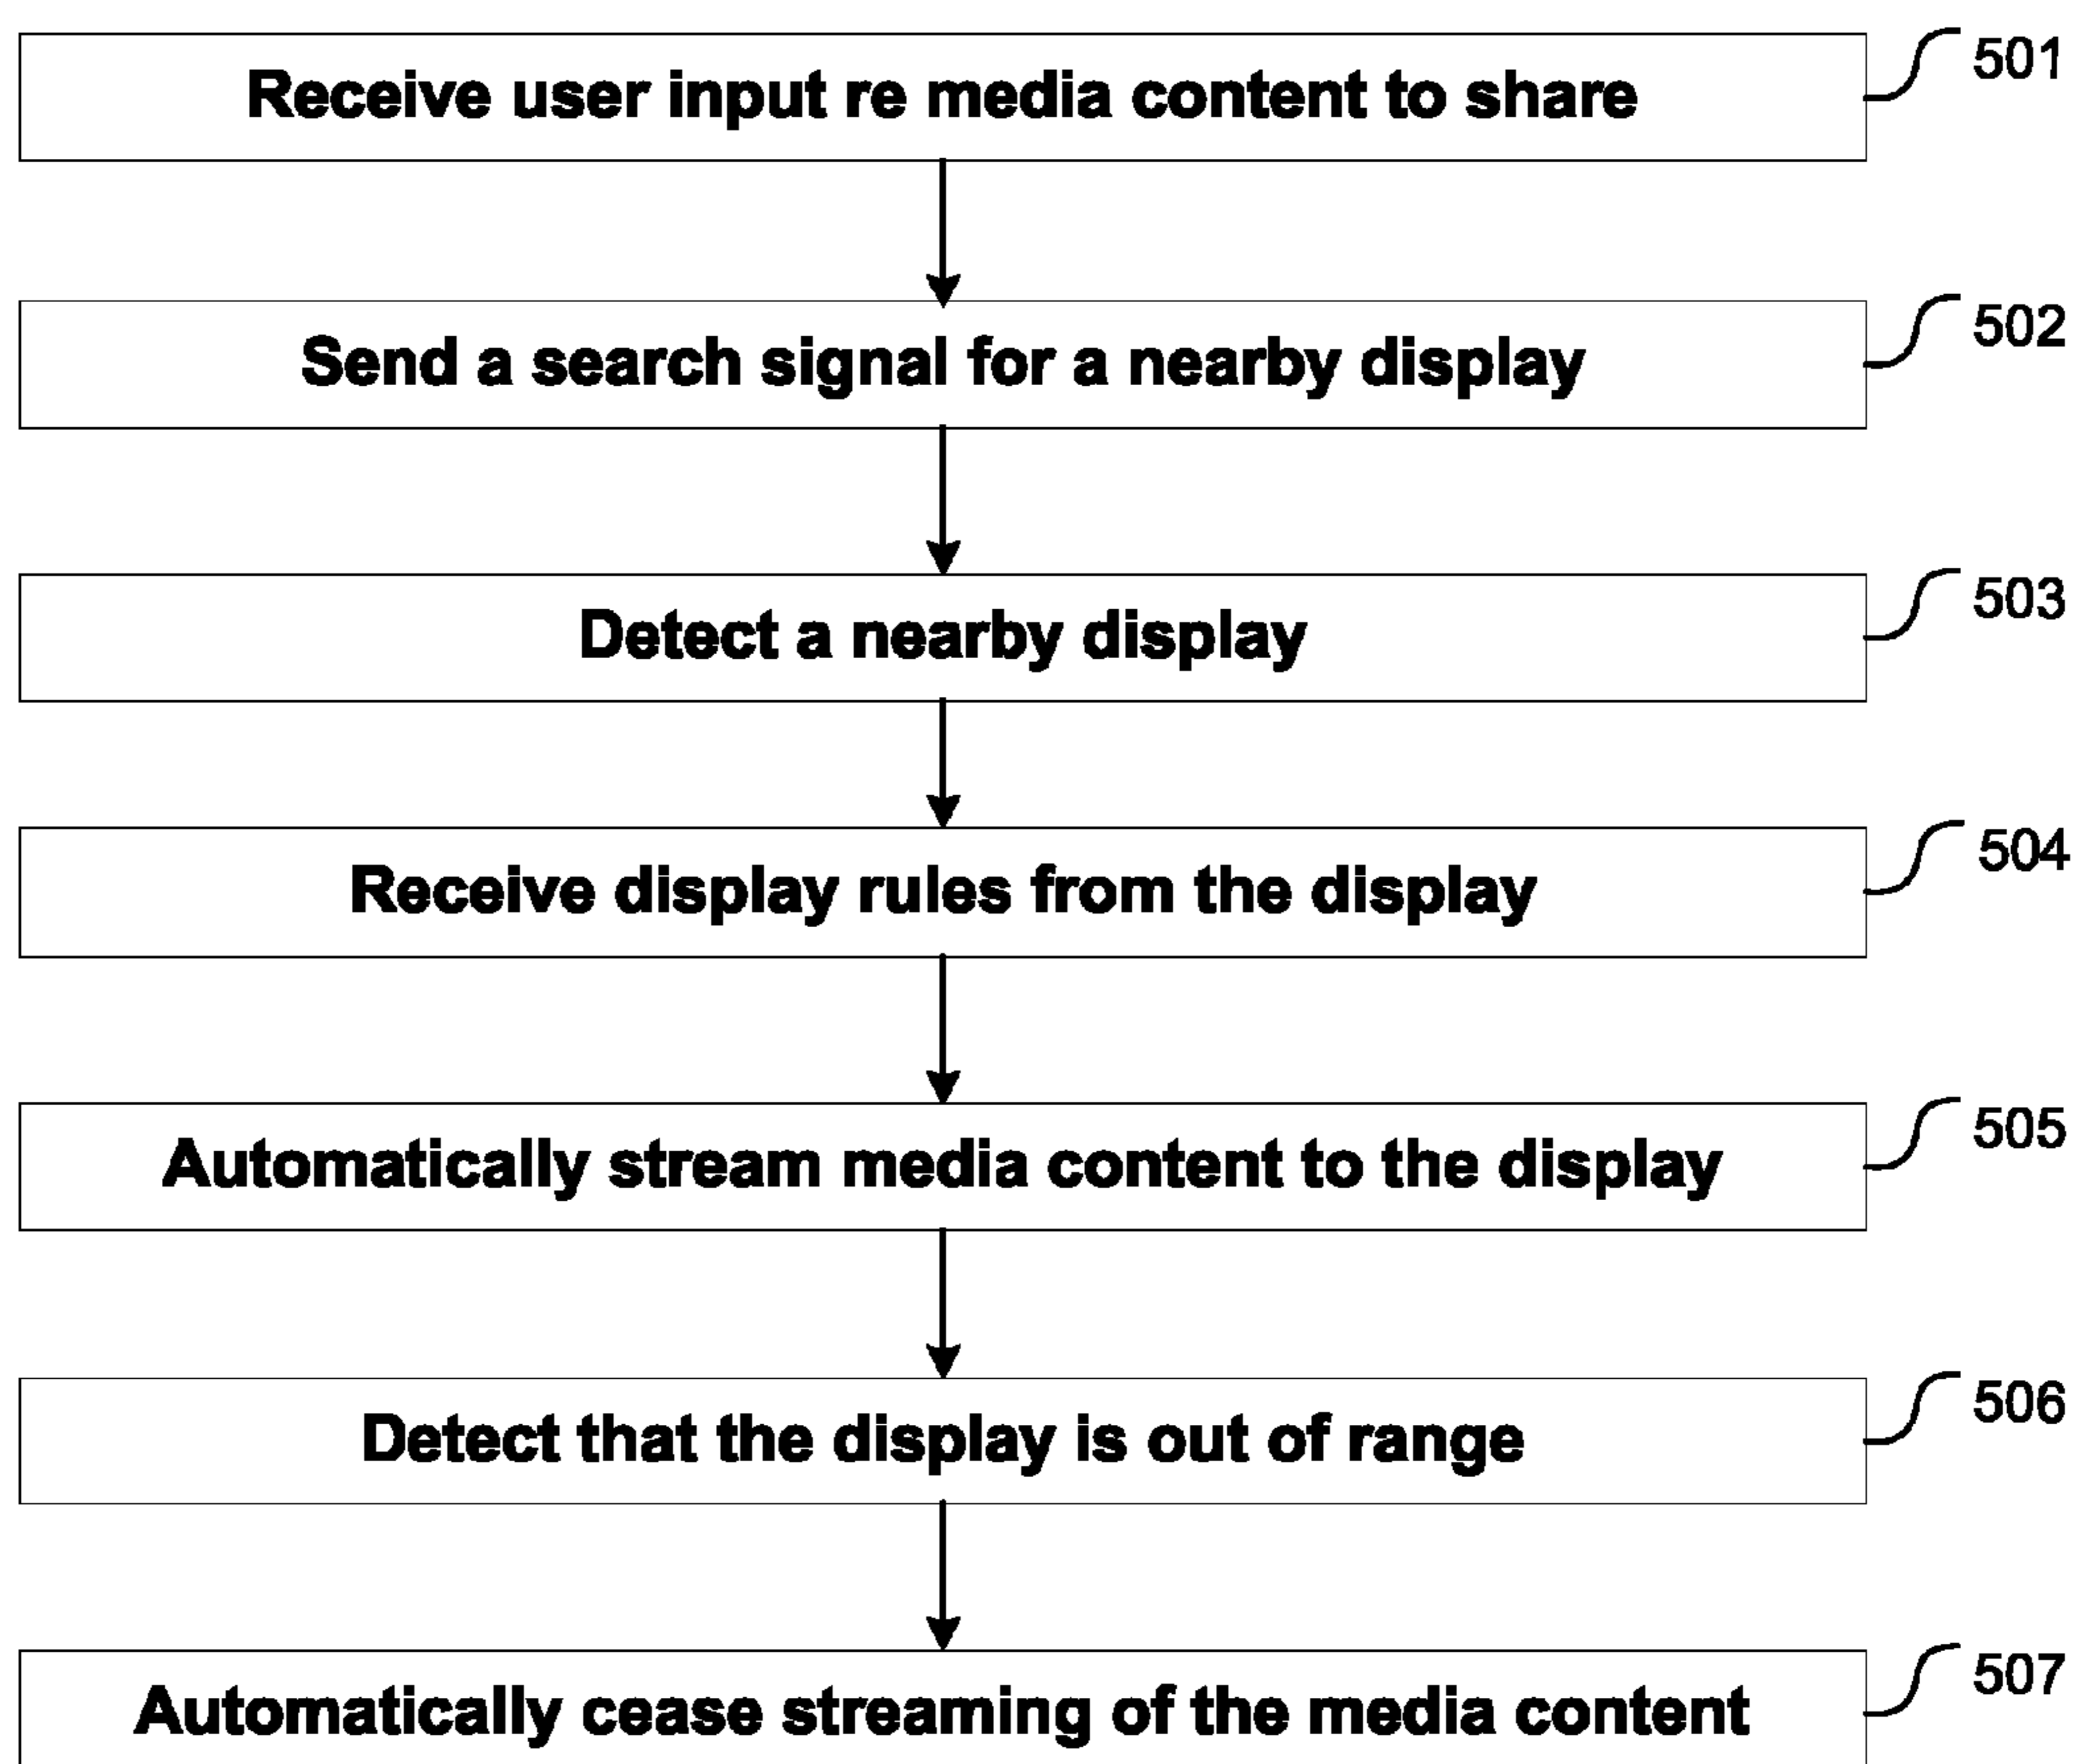 Receive user input re media content to share
501
Send a search signal for a nearby display
502
Detect a nearby display
503
Receive display rules from the display
504
Automatically stream media content to the display
505
Detect that the display is out of range
506
Automatically cease streaming of the media content
507